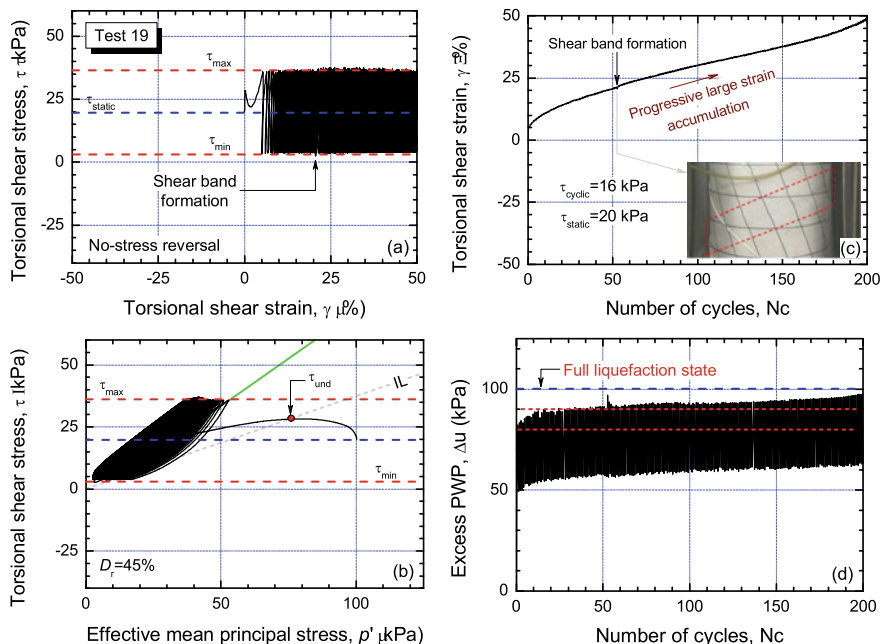 Torsional shear stress, τ (kPa)
50
25
0
25
50
Test 19
τmax
τstatic
τmin
Shear band
formation
No-stress reversal
(a)
-50
-25
0
25
50
Torsional shear strain, γ (%)
Torsional shear strain, γ (%)
50
25
0
-25
-50
Shear band formation
Progressive large strain
accumulation
τcyclic=16 kPa
τstatic=20 kPa
(c)
0
50
100
150
200
Number of cycles, Nc
Torsional shear stress, τ (kPa)
50
25
0
-25
τmax
τund
IL
τmin
Dr=45%
(b)
0
50
100
Effective mean principal stress, p' (kPa)
Excess PWP, Δu (kPa)
100
50
0
Full liquefaction state
(d)
0
50
100
150
200
Number of cycles, Nc